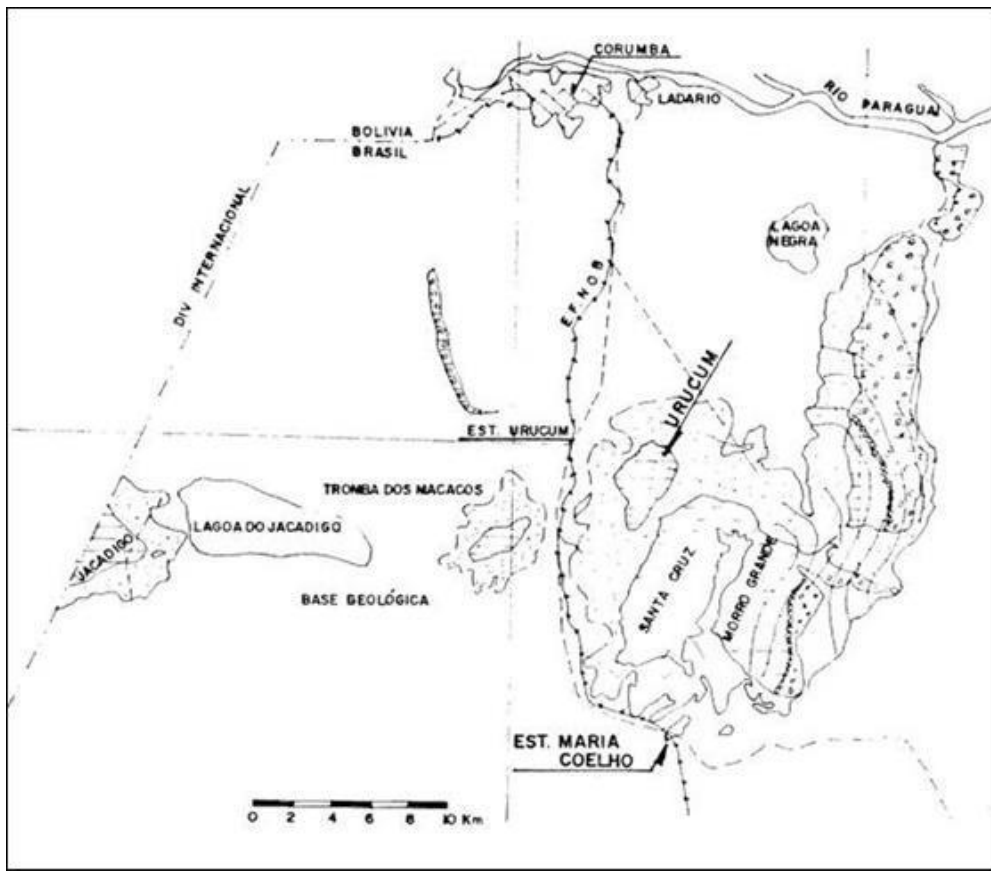 CORUMBA
LADARIO
RIO PARAGUAI
BOLIVIA
BRASIL
DIV INTERNACIONAL
LAGOA
NEGRA
E.F.N.O.B
URUCUM
EST. URUCUM
TROMBA DOS MACACOS
LAGOA DO JACADIGO
JACADIGO
BASE GEOLÓGICA
SANTA CRUZ
MORRO GRANDE
EST. MARIA
COELHO
0 2 4 6 8 10 Km